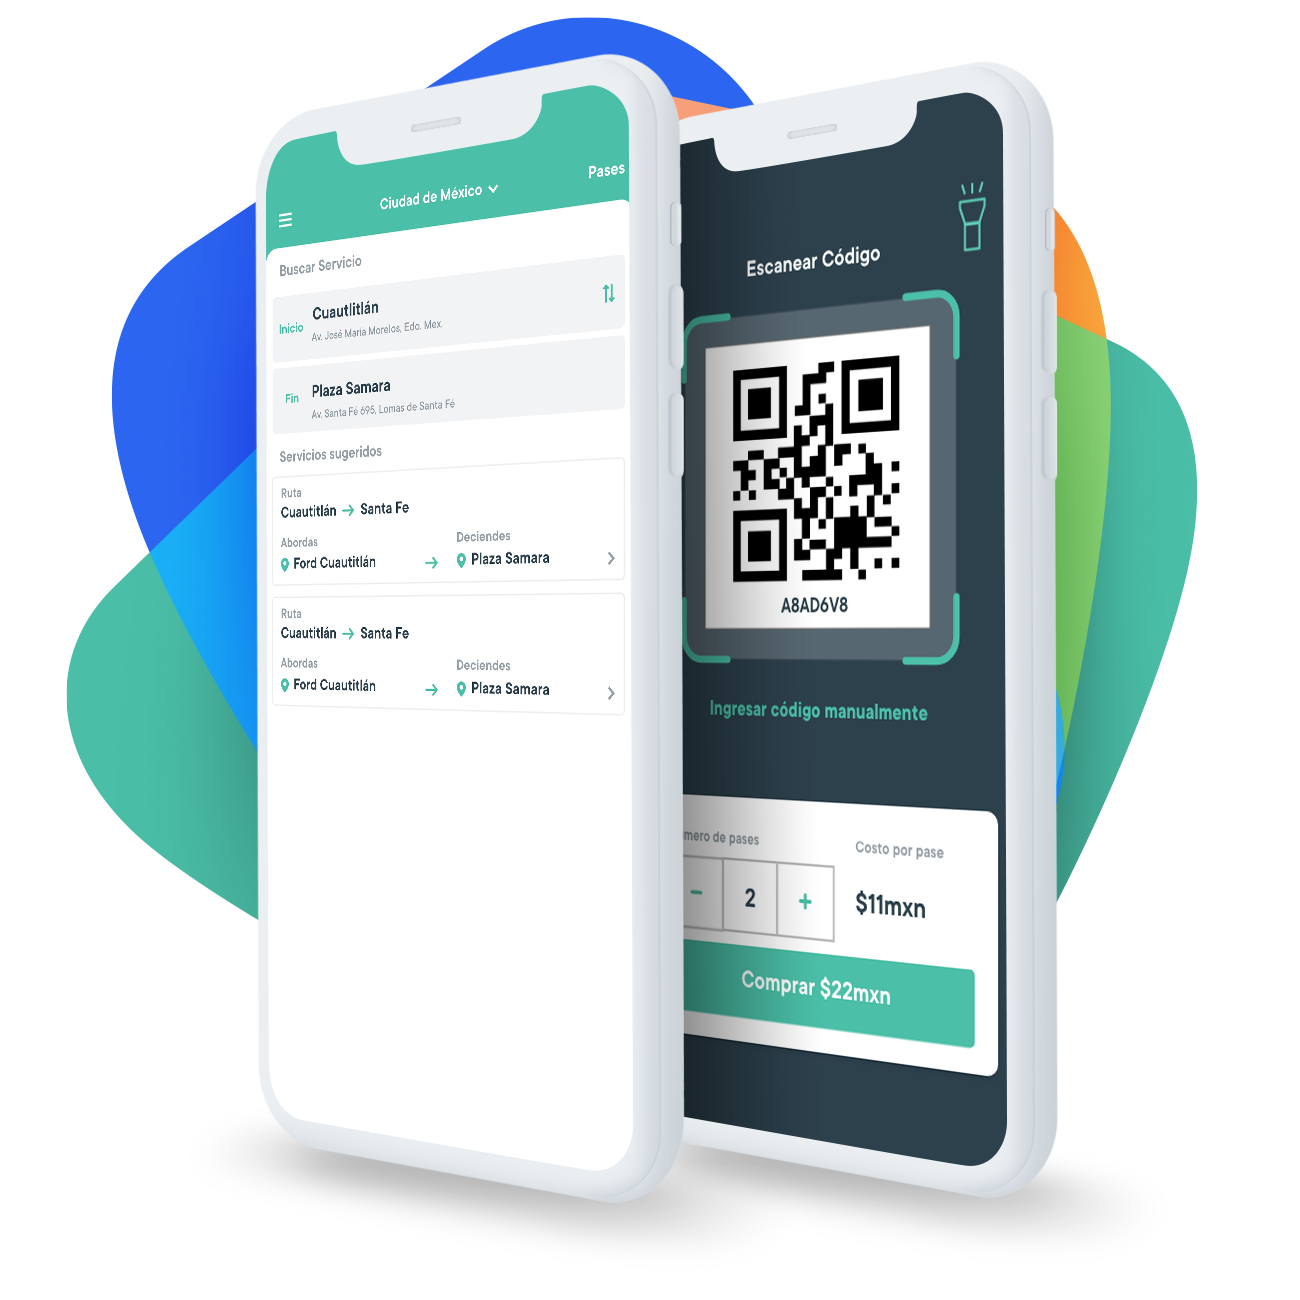 Pases
Ciudad de México
Buscar Servicio
Inicio
Cuautlitlán
Av. José María Morelos, Edo. Mex.
Fin
Plaza Samara
Av. Santa Fé 695, Lomas de Santa Fé
Servicios sugeridos
Ruta
Cuautitlán → Santa Fe
Abordas
Deciendes
Ford Cuautitlán → Plaza Samara
Ruta
Cuautitlán → Santa Fe
Abordas
Deciendes
Ford Cuautitlán → Plaza Samara
Escanear Código
A8AD6V8
Ingresar código manualmente
mero de pases
Costo por pase
− 2 +
$11mxn
Comprar $22mxn